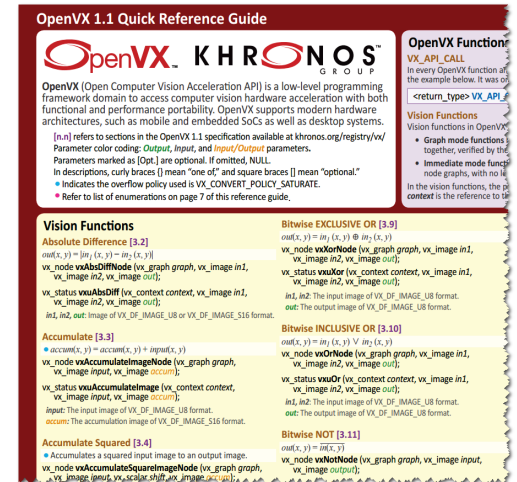 OpenVX 1.1 Quick Reference Guide
OpenVX™ KHRONOS™
GROUP
OpenVX (Open Computer Vision Acceleration API) is a low-level programming
framework domain to access computer vision hardware acceleration with both
functional and performance portability. OpenVX supports modern hardware
architectures, such as mobile and embedded SoCs as well as desktop systems.
[n.n] refers to sections in the OpenVX 1.1 specification available at khronos.org/registry/vx/
Parameter color coding: Output, Input, and Input/Output parameters.
Parameters marked as [Opt.] are optional. If omitted, NULL.
In descriptions, curly braces {} mean “one of,” and square braces [] mean “optional.”
• Indicates the overflow policy used is VX_CONVERT_POLICY_SATURATE.
• Refer to list of enumerations on page 7 of this reference guide.
OpenVX Function
VX_API_CALL
In every OpenVX function
the example below. It was
<return_type> VX_API_
Vision Functions
Vision functions in OpenVX
• Graph mode functions
together, verified by the
• Immediate mode
nodes graph, with no
In the vision functions, the
context is the reference to
Vision Functions
Absolute Difference [3.2]
out(x, y) = |in₁ (x, y) − in₂ (x, y)|
vx_node vxAbsDiffNode (vx_graph graph, vx_image in1,
vx_image in2, vx_image out);
vx_status vxuAbsDiff (vx_context context, vx_image in1,
vx_image in2, vx_image out);
in1, in2, out: Image of VX_DF_IMAGE_U8 or VX_DF_IMAGE_S16 format.
Accumulate [3.3]
• accum(x, y) = accum(x, y) + input(x, y)
vx_node vxAccumulateImageNode (vx_graph graph,
vx_image input, vx_image accum);
vx_status vxuAccumulateImage (vx_context context,
vx_image input, vx_image accum);
input: The input image of VX_DF_IMAGE_U8 format.
accum: The accumulation image of VX_DF_IMAGE_S16 format.
Accumulate Squared [3.4]
• Accumulates a squared input image to an output image.
vx_node vxAccumulateSquareImageNode (vx_graph graph,
vx_image input, vx_scalar shift, vx_image accum);
Bitwise EXCLUSIVE OR [3.9]
out(x, y) = in₁ (x, y) ⊕ in₂ (x, y)
vx_node vxXorNode (vx_graph graph, vx_image in1,
vx_image in2, vx_image out);
vx_status vxuXor (vx_context context, vx_image in1,
vx_image in2, vx_image out);
in1, in2: The input image of VX_DF_IMAGE_U8 format.
out: The output image of VX_DF_IMAGE_U8 format.
Bitwise INCLUSIVE OR [3.10]
out(x, y) = in₁ (x, y) ∨ in₂ (x, y)
vx_node vxOrNode (vx_graph graph, vx_image in1,
vx_image in2, vx_image out);
vx_status vxuOr (vx_context context, vx_image in1,
vx_image in2, vx_image out);
in1, in2: The input image of VX_DF_IMAGE_U8 format.
out: The output image of VX_DF_IMAGE_U8 format.
Bitwise NOT [3.11]
out(x, y) = in(x, y)
vx_node vxNotNode (vx_graph graph, vx_image input,
vx_image output);